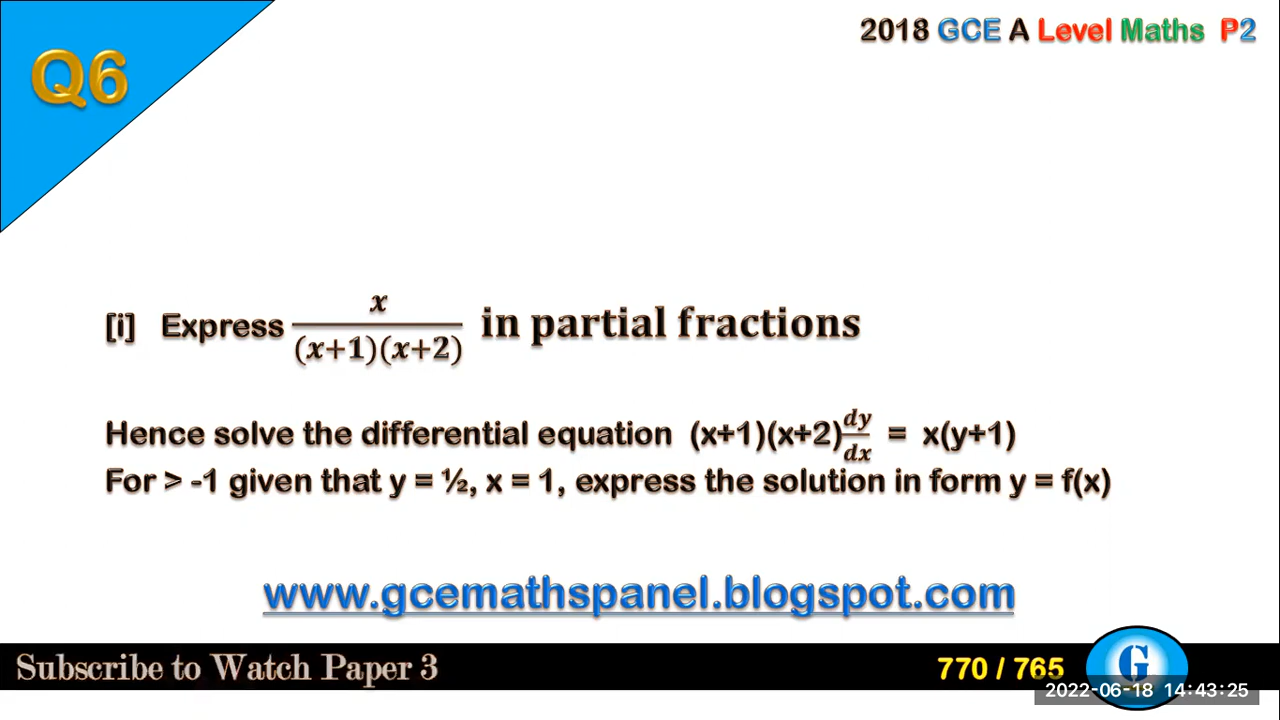 2018 GCE A Level Maths P2
Q6
[i] Express x/((x+1)(x+2)) in partial fractions
Hence solve the differential equation (x+1)(x+2)dy/dx = x(y+1)
For > -1 given that y = ½, x = 1, express the solution in form y = f(x)
www.gcemathspanel.blogspot.com
Subscribe to Watch Paper 3
770 / 765
G
2022-06-18 14:43:25